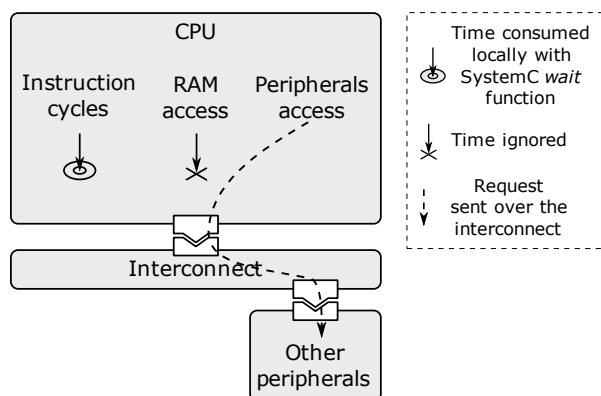 CPU
Instruction
cycles
RAM
access
Peripherals
access
Interconnect
Other
peripherals
Time consumed
locally with
SystemC wait
function
Time ignored
Request
sent over the
interconnect